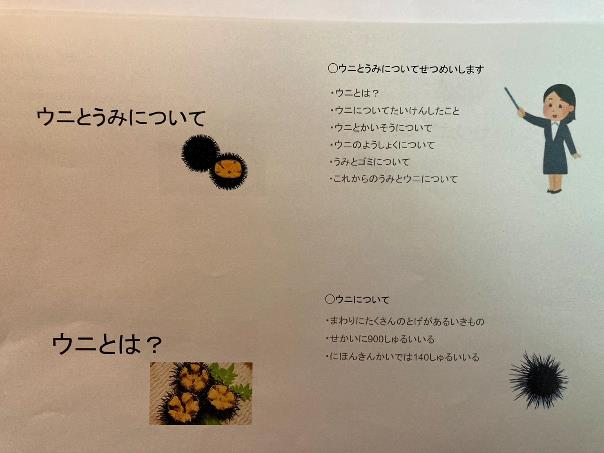 ウニとうみについて
○ウニとうみについてせつめいします
・ウニとは？
・ウニについてたいけんしたこと
・ウニとかいそうについて
・ウニのようしょくについて
・うみとゴミについて
・これからのうみとウニについて
ウニとは？
○ウニについて
・まわりにたくさんのとげがあるいきもの
・せかいに900しゅるいいる
・にほんきんかいでは140しゅるいいる